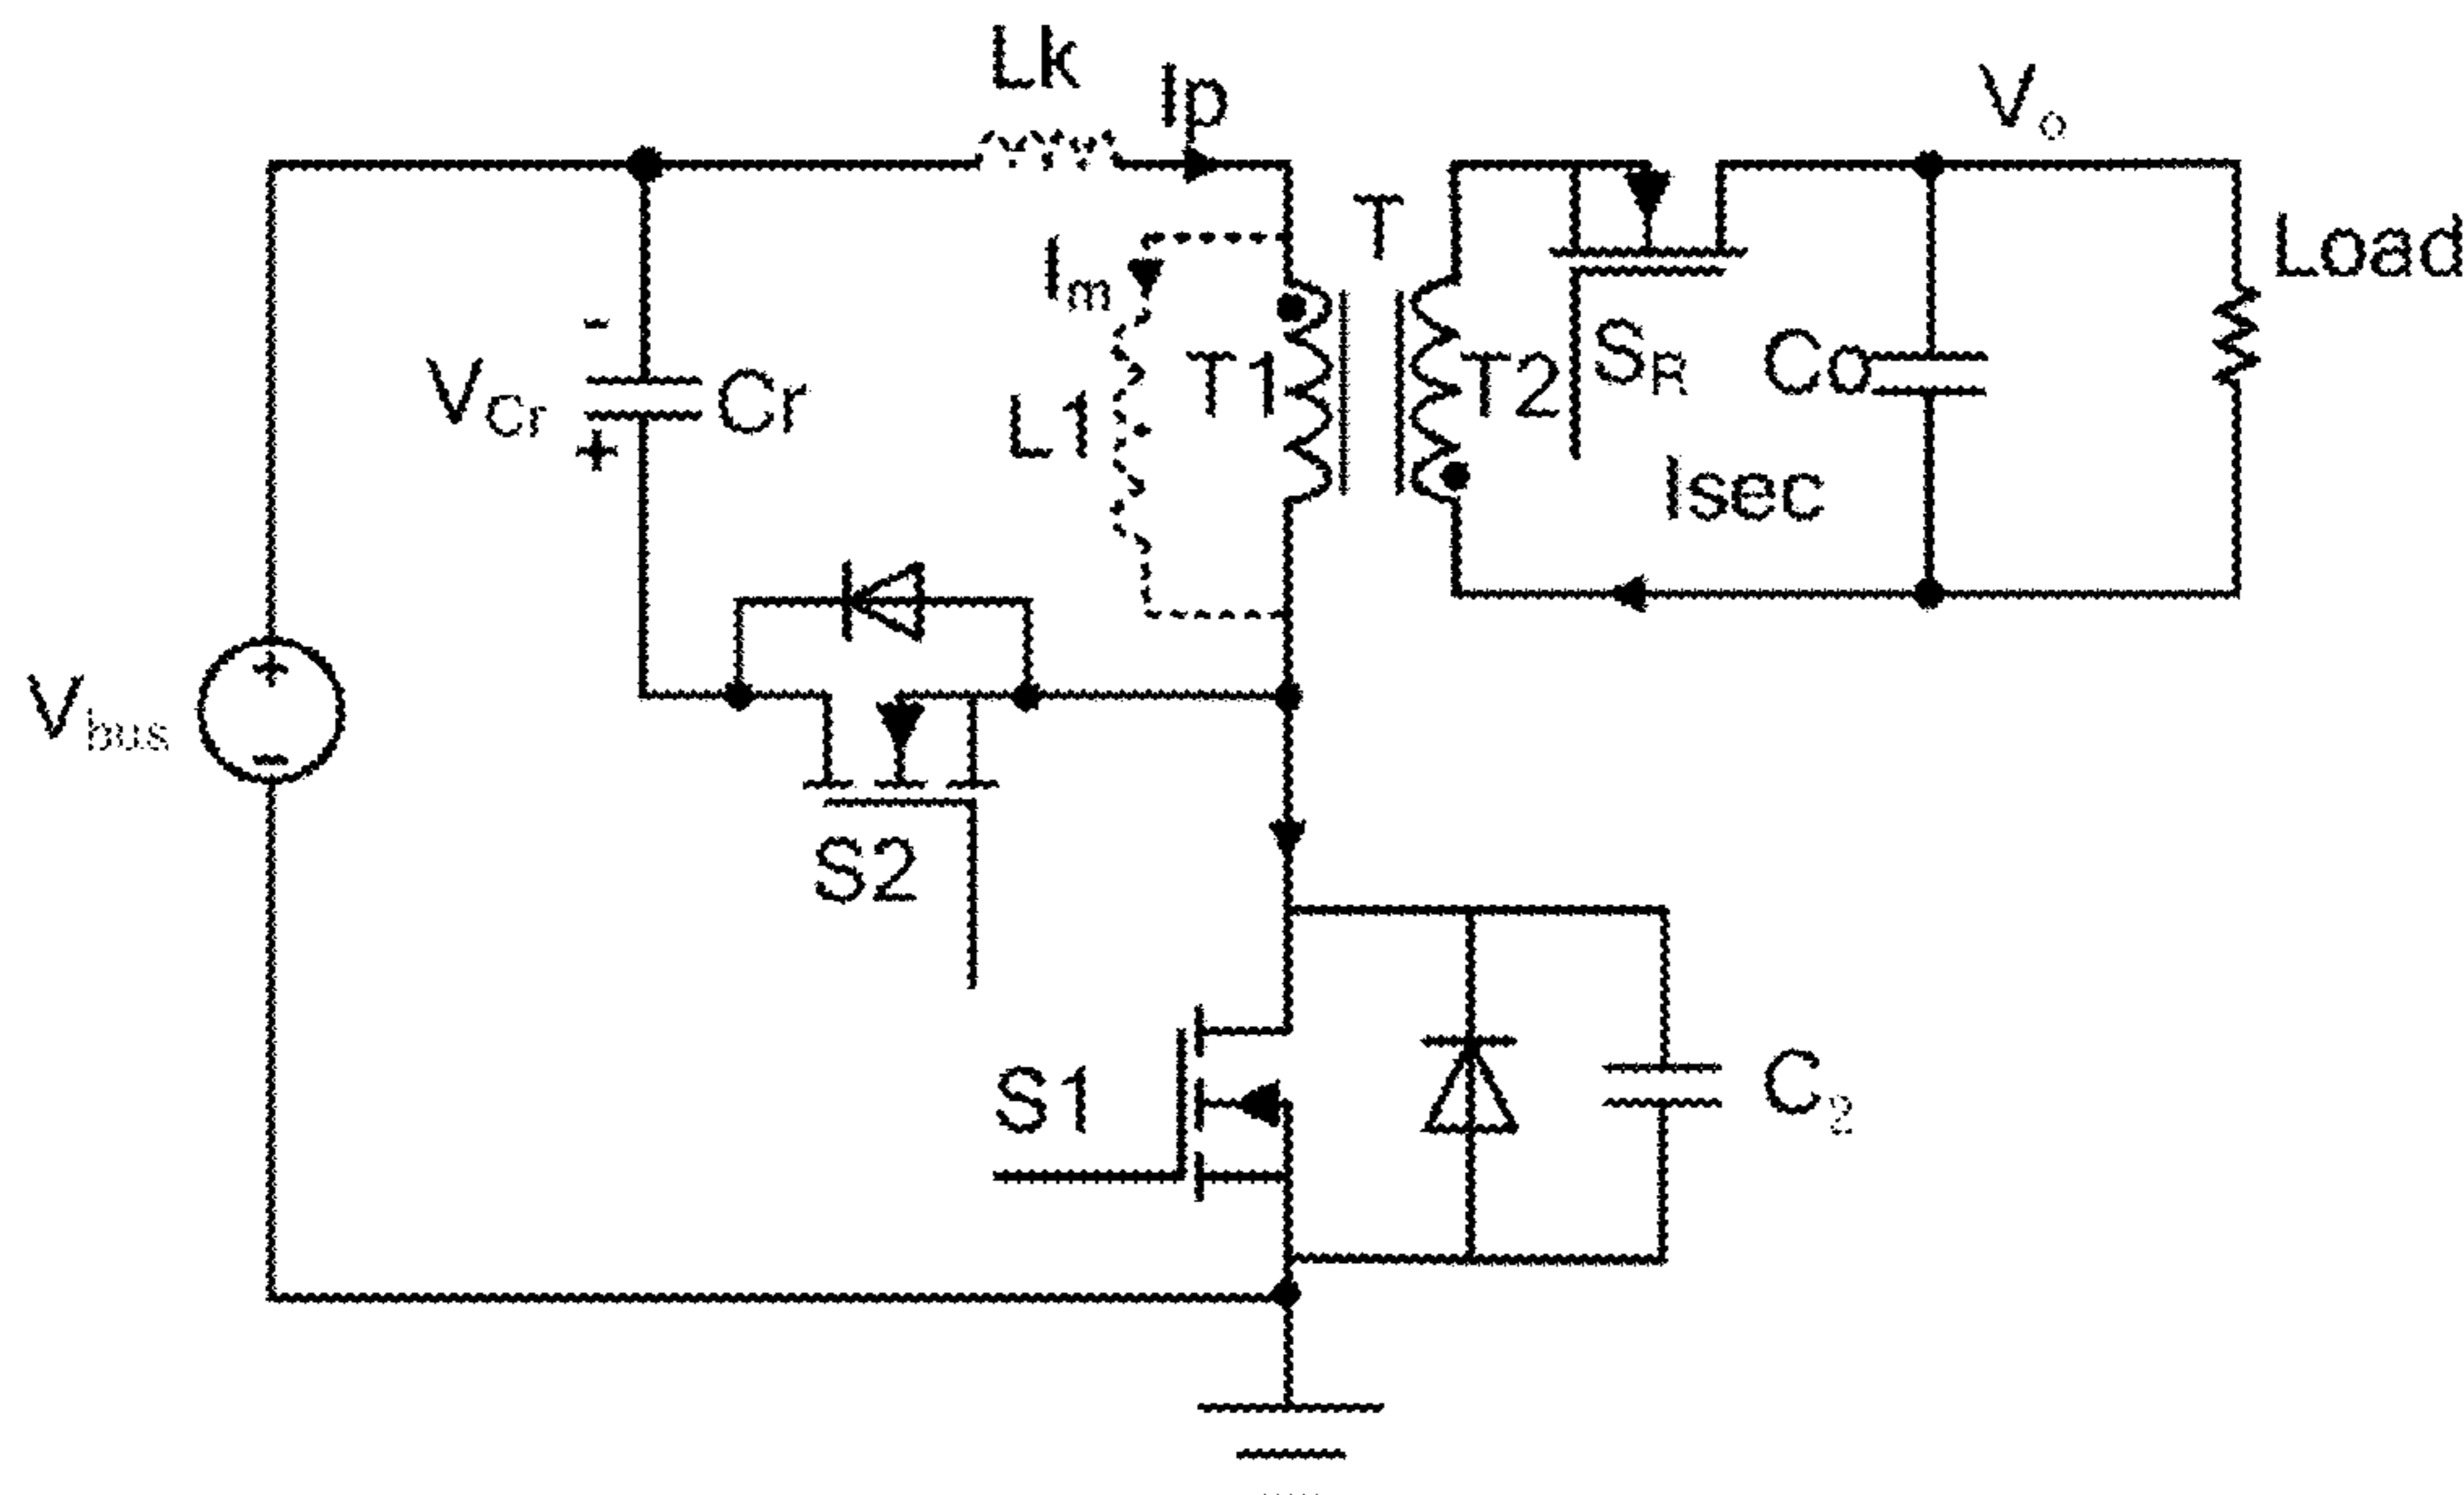 Lk
Ip
Vo
T
Load
Im
- 
VCr
Cr
+
L1
T1
T2
SR
Co
Isec
Vbus
+
-
S2
S1
C2